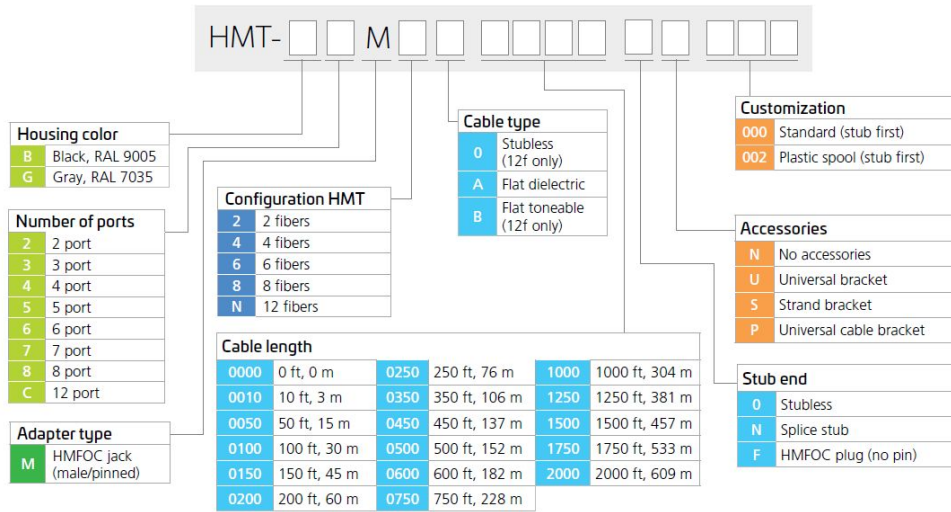 HMT- M
Housing color
B Black, RAL 9005
G Gray, RAL 7035
Number of ports
2 2 port
3 3 port
4 4 port
5 5 port
6 6 port
7 7 port
8 8 port
C 12 port
Adapter type
M HMFOC jack
(male/pinned)
Configuration HMT
2 2 fibers
4 4 fibers
6 6 fibers
8 8 fibers
N 12 fibers
Cable type
0 Stubless
(12f only)
A Flat dielectric
B Flat toneable
(12f only)
Cable length
0000 0 ft, 0 m 0250 250 ft, 76 m 1000 1000 ft, 304 m
0010 10 ft, 3 m 0350 350 ft, 106 m 1250 1250 ft, 381 m
0050 50 ft, 15 m 0450 450 ft, 137 m 1500 1500 ft, 457 m
0100 100 ft, 30 m 0500 500 ft, 152 m 1750 1750 ft, 533 m
0150 150 ft, 45 m 0600 600 ft, 182 m 2000 2000 ft, 609 m
0200 200 ft, 60 m 0750 750 ft, 228 m
Customization
000 Standard (stub first)
002 Plastic spool (stub first)
Accessories
N No accessories
U Universal bracket
S Strand bracket
P Universal cable bracket
Stub end
0 Stubless
N Splice stub
F HMFOC plug (no pin)